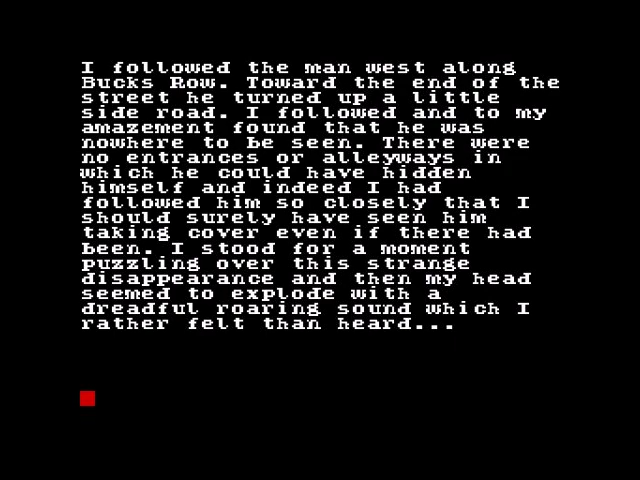 I followed the man west along
Bucks Row. Toward the end of the
street he turned up a little
side road. I followed and to my
amazement found that he was
nowhere to be seen. There were
no entrances or alleyways in
which he could have hidden
himself and indeed I had
followed him so closely that I
should surely have seen him
taking cover even if there had
been. I stood for a moment
puzzling over this strange
disappearance and then my head
seemed to explode with a
dreadful roaring sound which I
rather felt than heard...